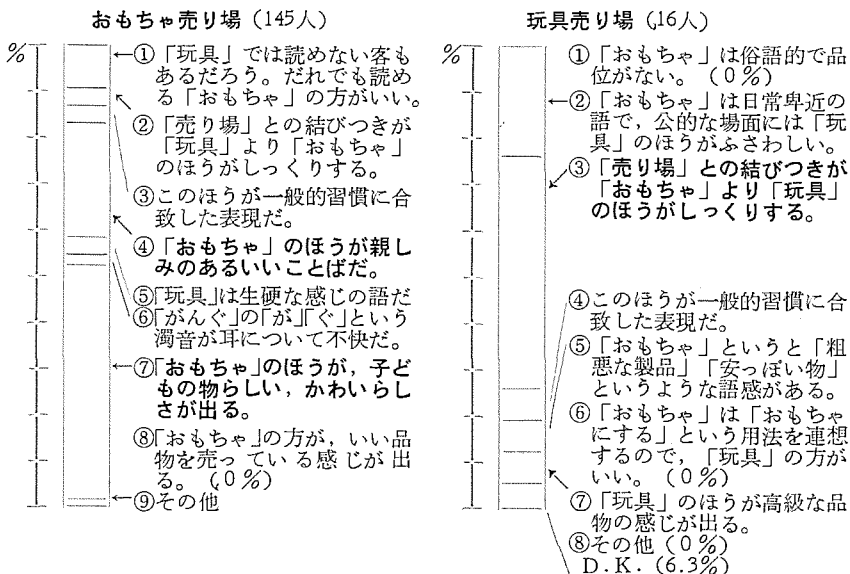 おもちゃ売り場（145人）
%
①「玩具」では読めない客も
あるだろう。だれでも読め
る「おもちゃ」の方がいい。
②「売り場」との結びつきが
「玩具」より「おもちゃ」
のほうがしっくりする。
③このほうが一般的習慣に合
致した表現だ。
④「おもちゃ」のほうが親し
みのあるいいことばだ。
⑤「玩具」は生硬な感じの語だ
⑥「がんぐ」の「が」「ぐ」という
濁音が耳について不快だ。
⑦「おもちゃ」のほうが，子ど
もの物らしい，かわいらし
さが出る。
⑧「おもちゃ」の方が，いい品
物を売っている感じが出
る。（0％）
⑨その他
玩具売り場（16人）
%
①「おもちゃ」は俗語的で品
位がない。（0％）
②「おもちゃ」は日常卑近の
語で，公的な場面には「玩
具」のほうがふさわしい。
③「売り場」との結びつきが
「おもちゃ」より「玩具」
のほうがしっくりする。
④このほうが一般的習慣に合
致した表現だ。
⑤「おもちゃ」というと「粗
悪な製品」「安っぽい物」
というような語感がある。
⑥「おもちゃ」は「おもちゃ
にする」という用法を連想
するので，「玩具」の方が
いい。（0％）
⑦「玩具」のほうが高級な品
物の感じが出る。
⑧その他（0％）
D.K.（6.3％）